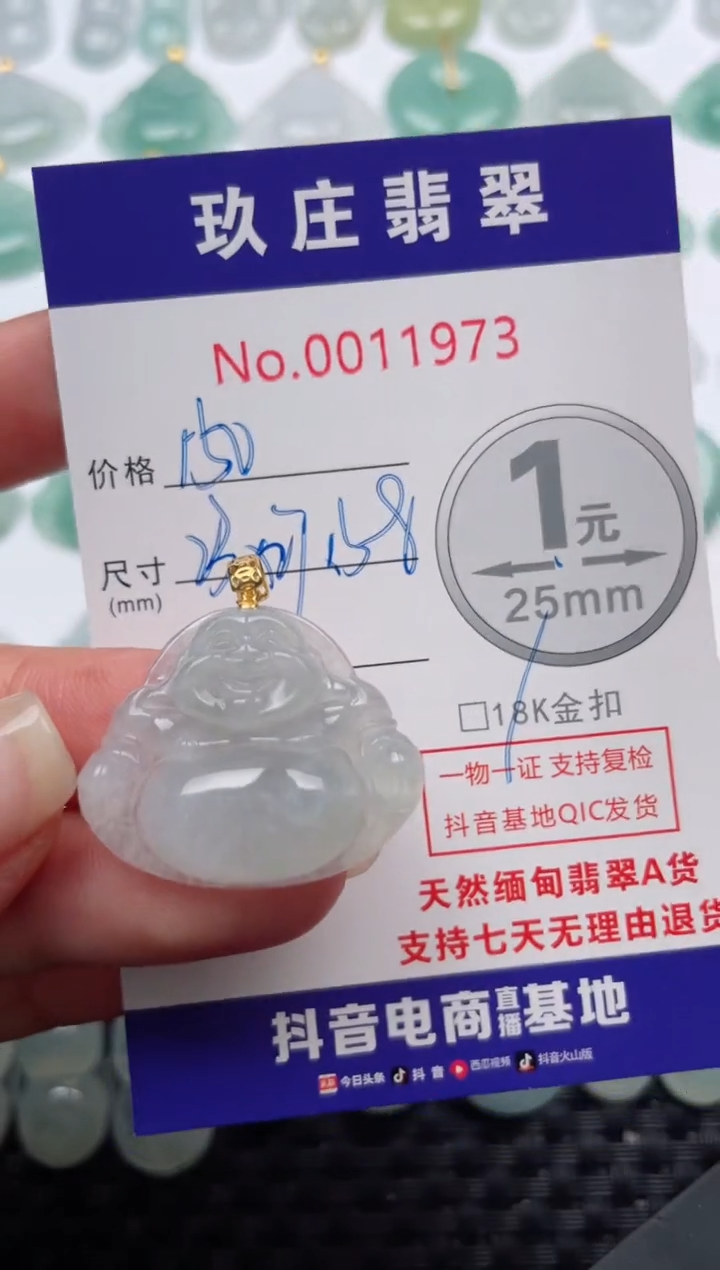 玖庄翡翠
No.0011973
价格 150
尺寸
(mm)
1元
25mm
□18K金扣
一物一证 支持复检
抖音基地QIC发货
天然缅甸翡翠A货
支持七天无理由退货
抖音电商直播基地
今日头条 抖音 西瓜视频 抖音火山版